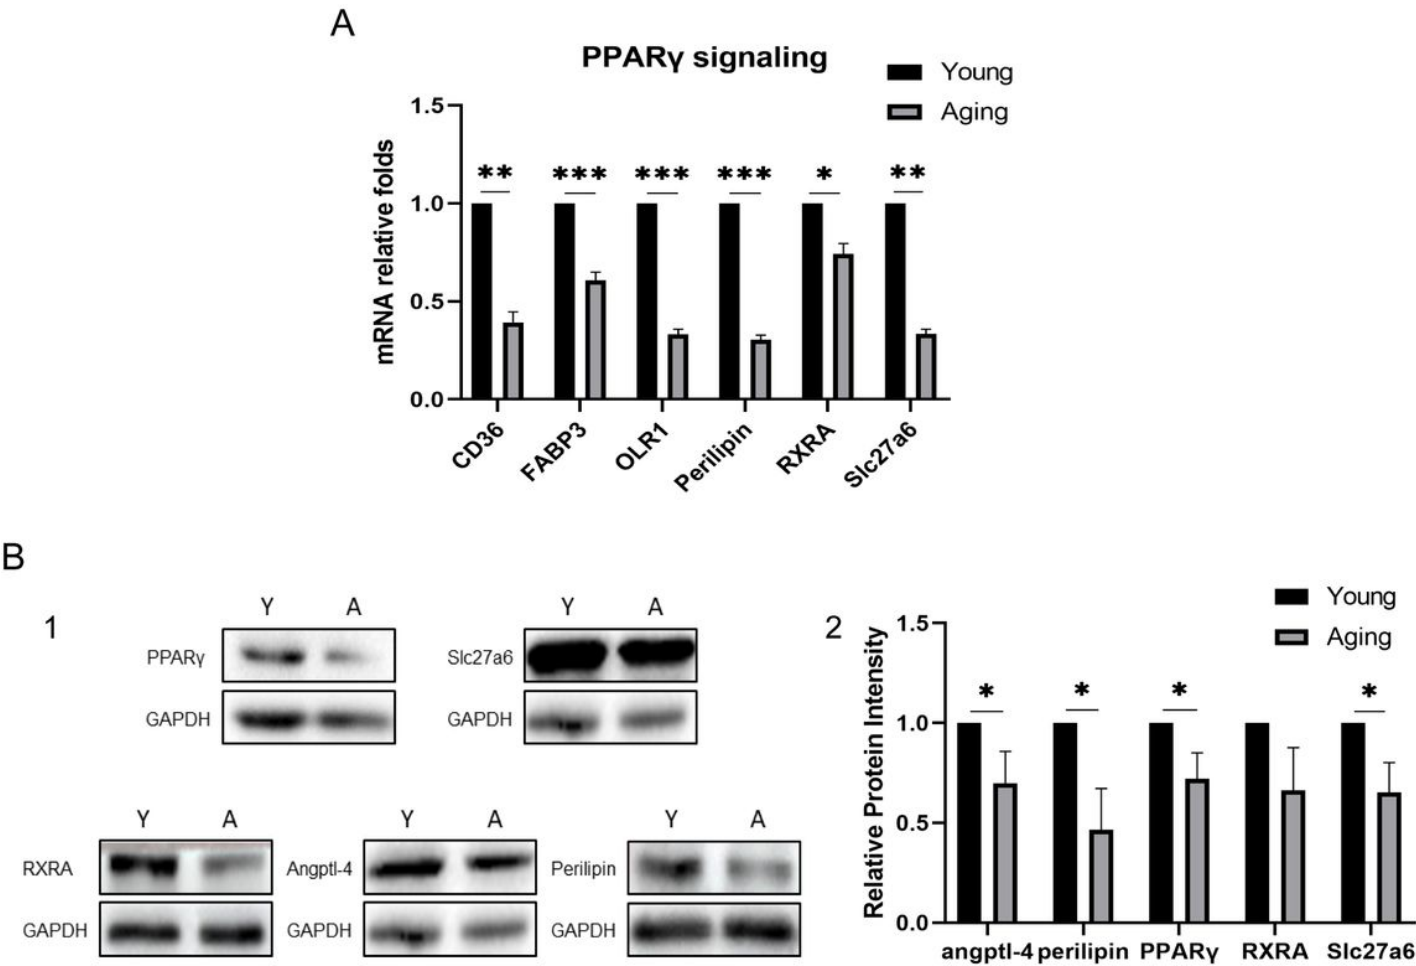 A
PPARγ signaling
Young
Aging
mRNA relative folds
1.5
1.0
0.5
0.0
** *** *** *** * **
CD36 FABP3 OLR1 Perilipin RXRA Slc27a6
B
1
Y A
PPARγ
GAPDH
Y A
Slc27a6
GAPDH
Y A
RXRA
GAPDH
Y A
Angptl-4
GAPDH
Y A
Perilipin
GAPDH
2
Young
Aging
Relative Protein Intensity
1.5
1.0
0.5
0.0
* * * *
angptl-4 perilipin PPARγ RXRA Slc27a6